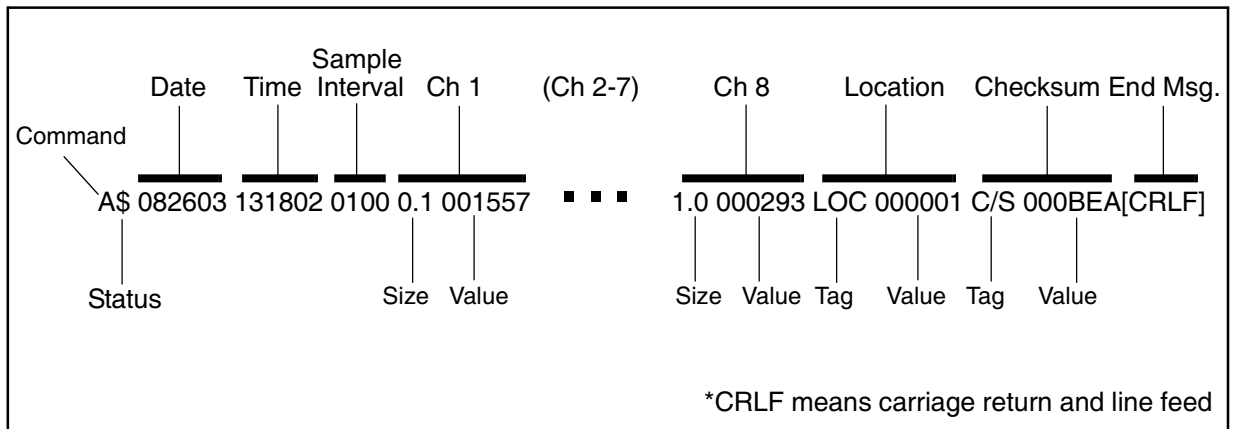 Sample
Date Time Interval Ch 1 (Ch 2-7) Ch 8 Location Checksum End Msg.
Command
A$ 082603 131802 0100 0.1 001557 ▪ ▪ ▪ 1.0 000293 LOC 000001 C/S 000BEA[CRLF]
Status Size Value Size Value Tag Value Tag Value
*CRLF means carriage return and line feed